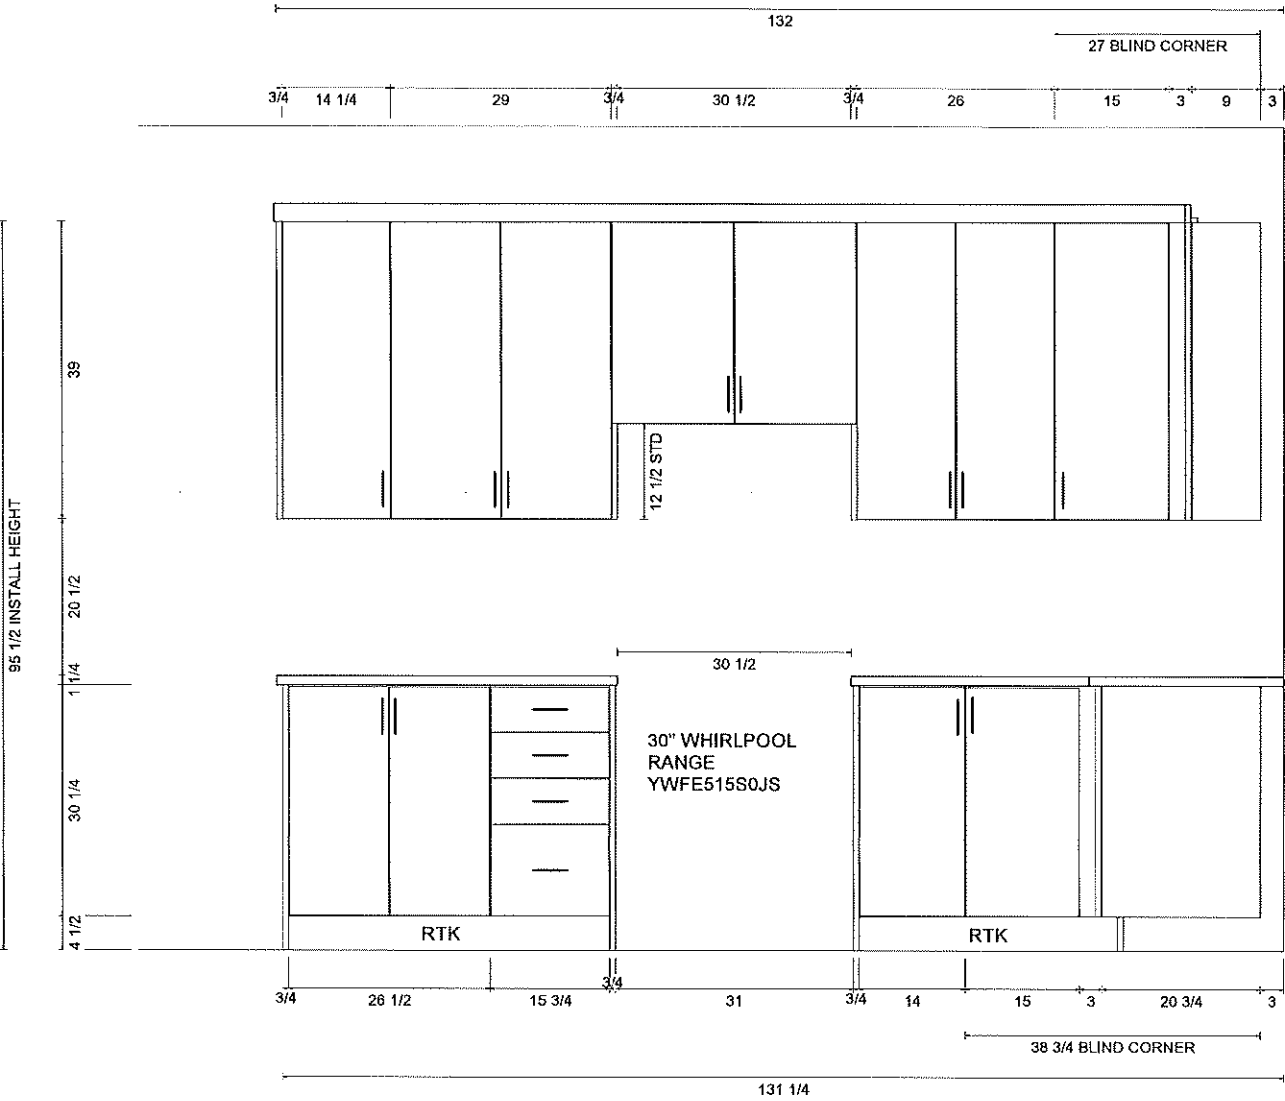 132
27 BLIND CORNER
3/4 14 1/4 29 3/4 30 1/2 3/4 26 15 3 9 3
39
12 1/2 STD
95 1/2 INSTALL HEIGHT
20 1/2
1 1/4
30 1/2
30" WHIRLPOOL
RANGE
YWFE515S0JS
30 1/4
4 1/2
RTK
RTK
3/4 26 1/2 15 3/4 3/4 31 3/4 14 15 3 20 3/4 3
38 3/4 BLIND CORNER
131 1/4